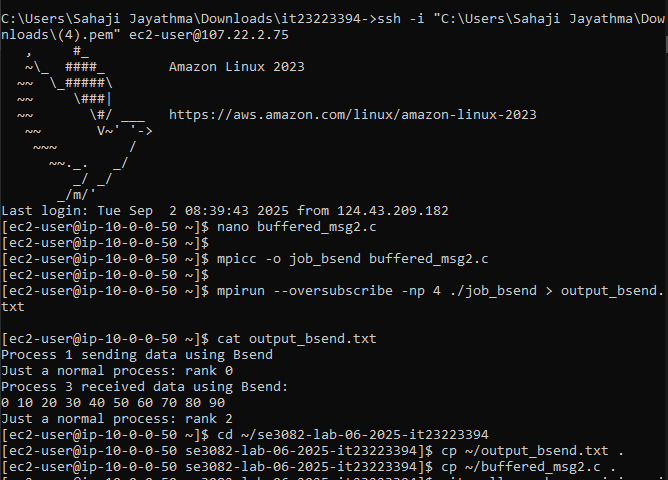 C:\Users\Sahaji Jayathma\Downloads\it23223394->ssh -i "C:\Users\Sahaji Jayathma\Dow
nloads\(4).pem" ec2-user@107.22.2.75
   ,     #_
   ~\_  ####_        Amazon Linux 2023
  ~~  \_#####\
  ~~     \###|
  ~~       \#/ ___   https://aws.amazon.com/linux/amazon-linux-2023
   ~~       V~' '->
    ~~~         /
      ~~._.   _/
         _/ _/
       _/m/'
Last login: Tue Sep  2 08:39:43 2025 from 124.43.209.182
[ec2-user@ip-10-0-0-50 ~]$ nano buffered_msg2.c
[ec2-user@ip-10-0-0-50 ~]$
[ec2-user@ip-10-0-0-50 ~]$ mpicc -o job_bsend buffered_msg2.c
[ec2-user@ip-10-0-0-50 ~]$
[ec2-user@ip-10-0-0-50 ~]$ mpirun --oversubscribe -np 4 ./job_bsend > output_bsend.
txt
[ec2-user@ip-10-0-0-50 ~]$ cat output_bsend.txt
Process 1 sending data using Bsend
Just a normal process: rank 0
Process 3 received data using Bsend:
0 10 20 30 40 50 60 70 80 90
Just a normal process: rank 2
[ec2-user@ip-10-0-0-50 ~]$ cd ~/se3082-lab-06-2025-it23223394
[ec2-user@ip-10-0-0-50 se3082-lab-06-2025-it23223394]$ cp ~/output_bsend.txt .
[ec2-user@ip-10-0-0-50 se3082-lab-06-2025-it23223394]$ cp ~/buffered_msg2.c .